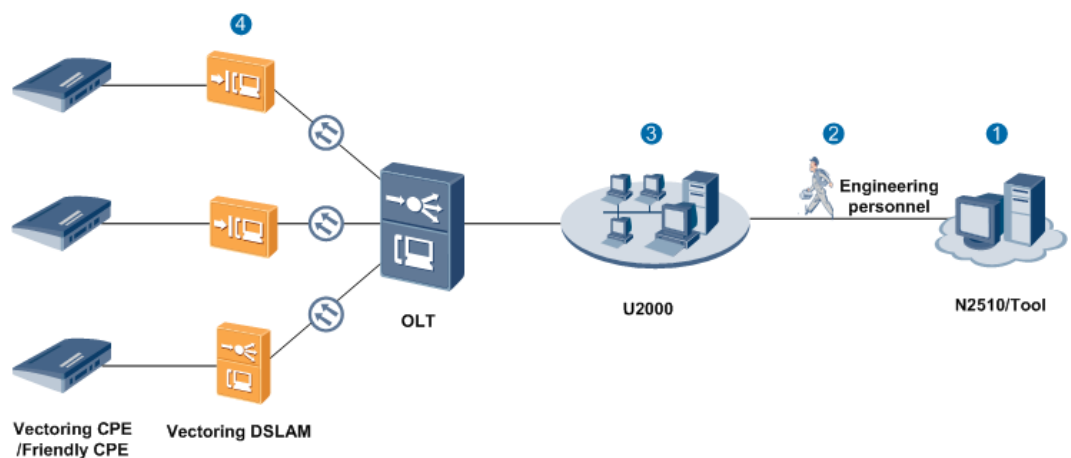 4
3
2
1
Engineering
personnel
OLT
U2000
N2510/Tool
Vectoring CPE
/Friendly CPE
Vectoring DSLAM